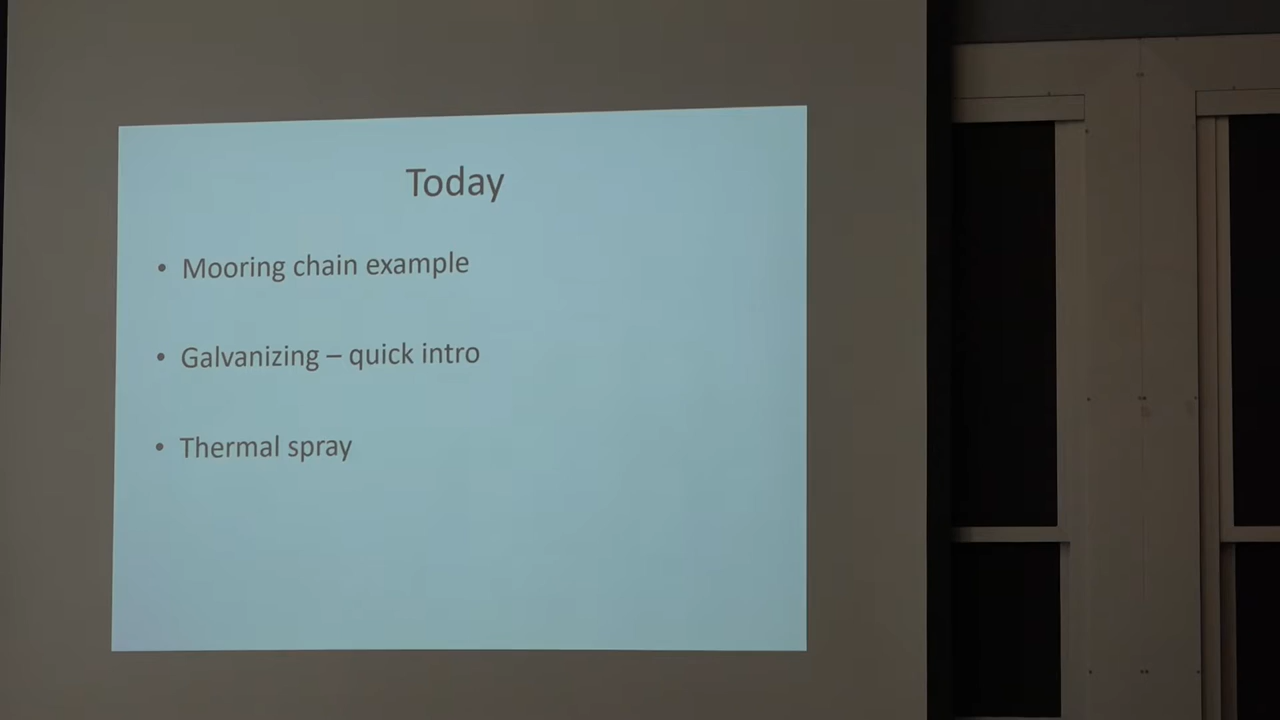 Today
• Mooring chain example
• Galvanizing – quick intro
• Thermal spray